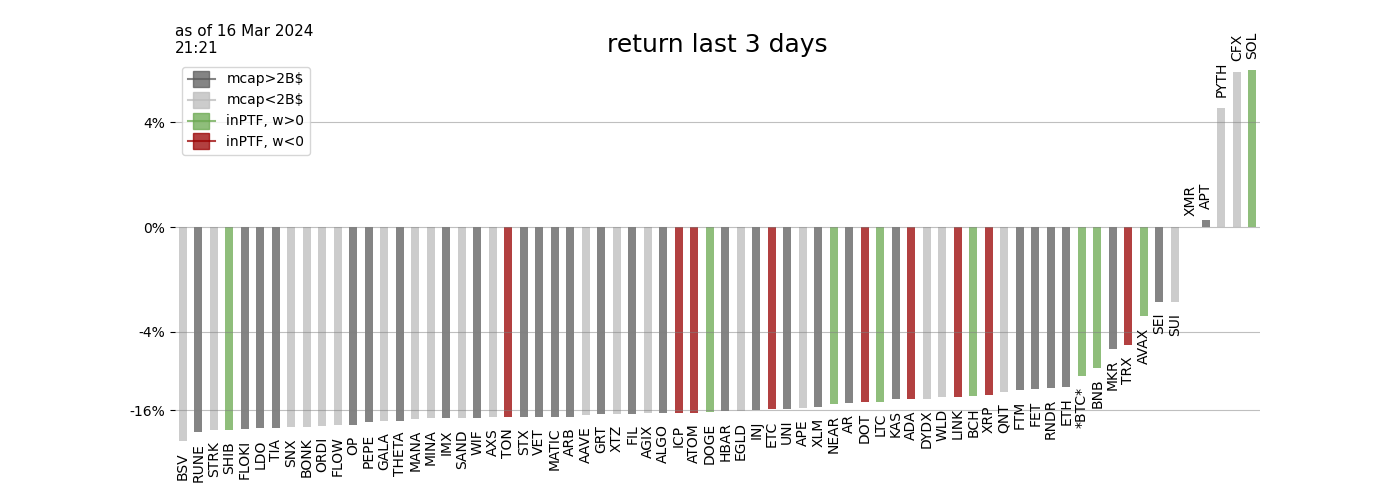 as of 16 Mar 2024
21:21
return last 3 days
mcap>2B$
mcap<2B$
inPTF, w>0
inPTF, w<0
4%
0%
-4%
-16%
BSV
RUNE
STRK
SHIB
FLOKI
LDO
TIA
SNX
BONK
ORDI
FLOW
OP
PEPE
GALA
THETA
MANA
MINA
IMX
SAND
WIF
AXS
TON
STX
VET
MATIC
ARB
AAVE
GRT
XTZ
FIL
AGIX
ALGO
ICP
ATOM
DOGE
HBAR
EGLD
INJ
ETC
UNI
APE
XLM
NEAR
AR
DOT
LTC
KAS
ADA
DYDX
WLD
LINK
BCH
XRP
QNT
FTM
FET
RNDR
ETH
*BTC*
BNB
MKR
TRX
AVAX
SEI
SUI
XMR
APT
PYTH
CFX
SOL